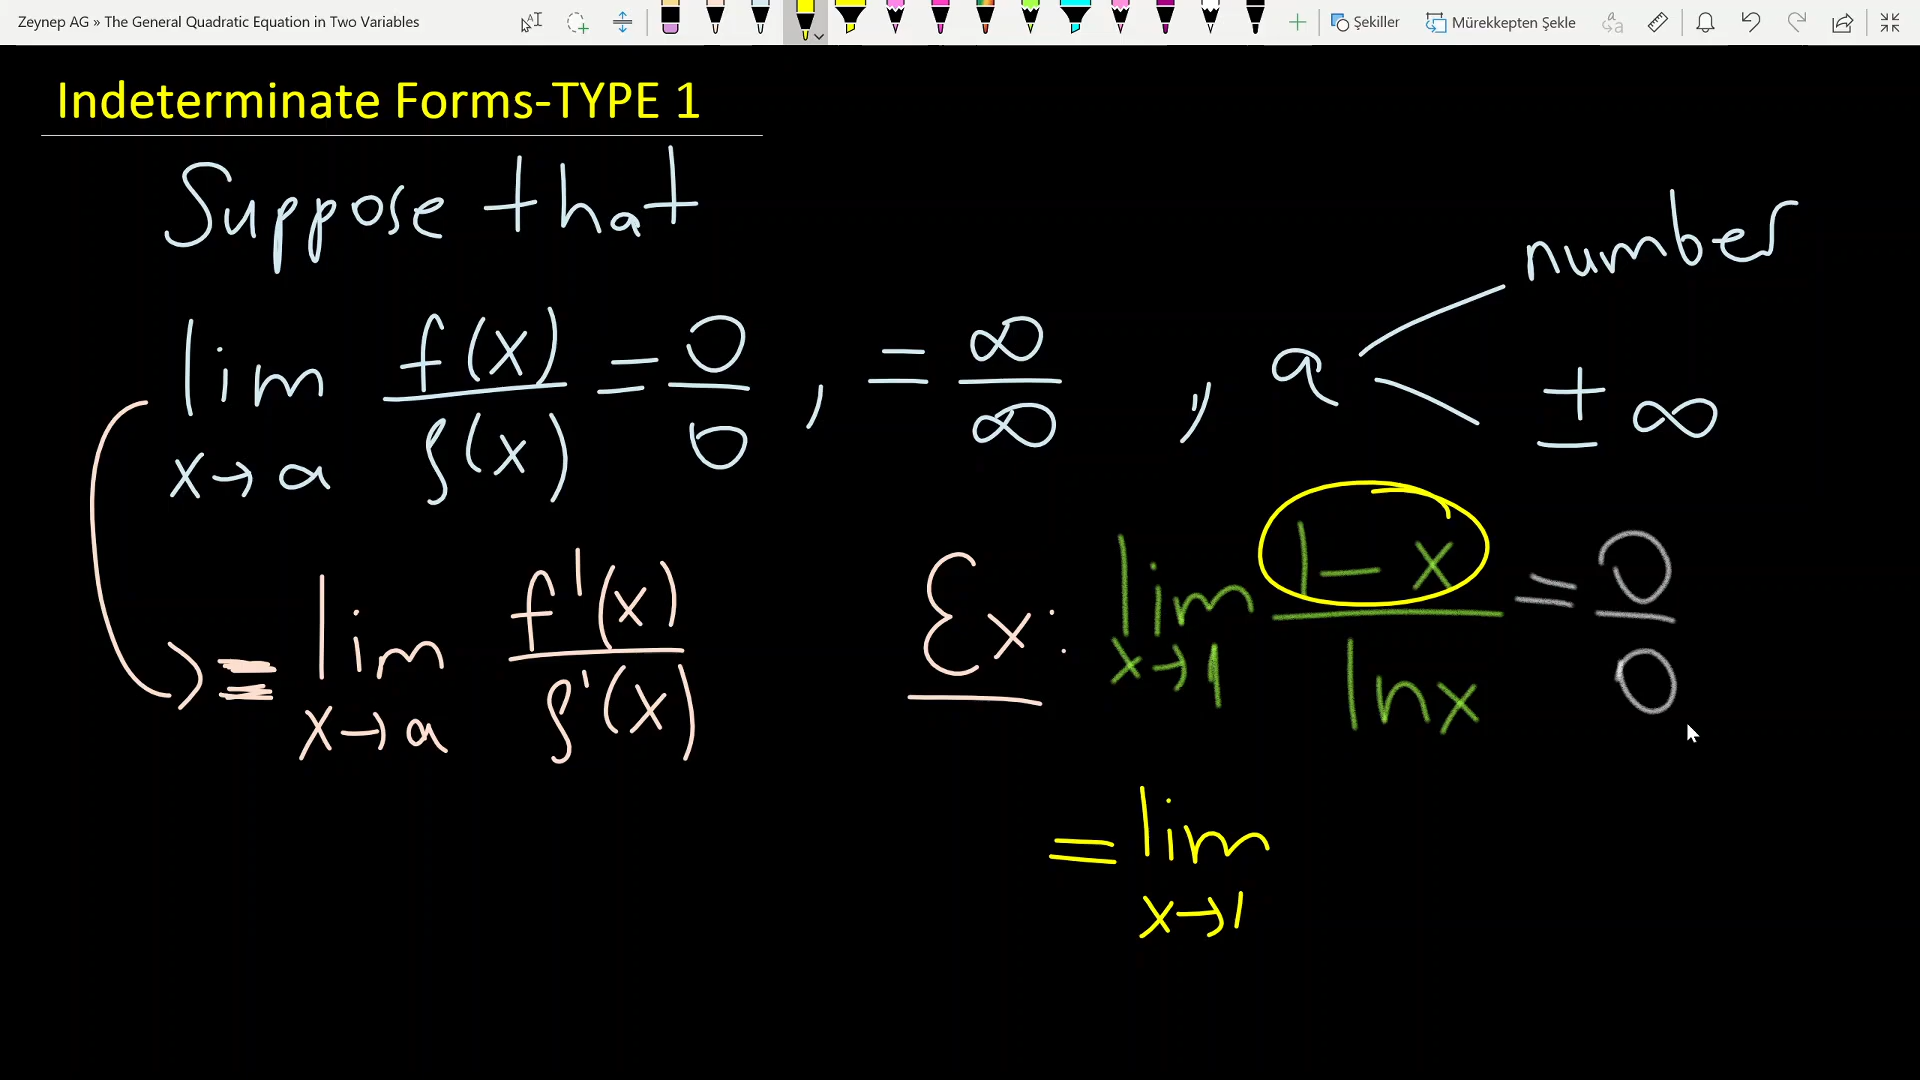 Zeynep AG » The General Quadratic Equation in Two Variables
Şekiller
Mürekkepten Şekle
Indeterminate Forms-TYPE 1
Suppose that
lim x→a f(x)/g(x) = 0/0 , = ∞/∞ , a number ± ∞
= lim x→a f'(x)/g'(x)
Ex: lim x→1 1-x/lnx = 0/0
= lim x→1